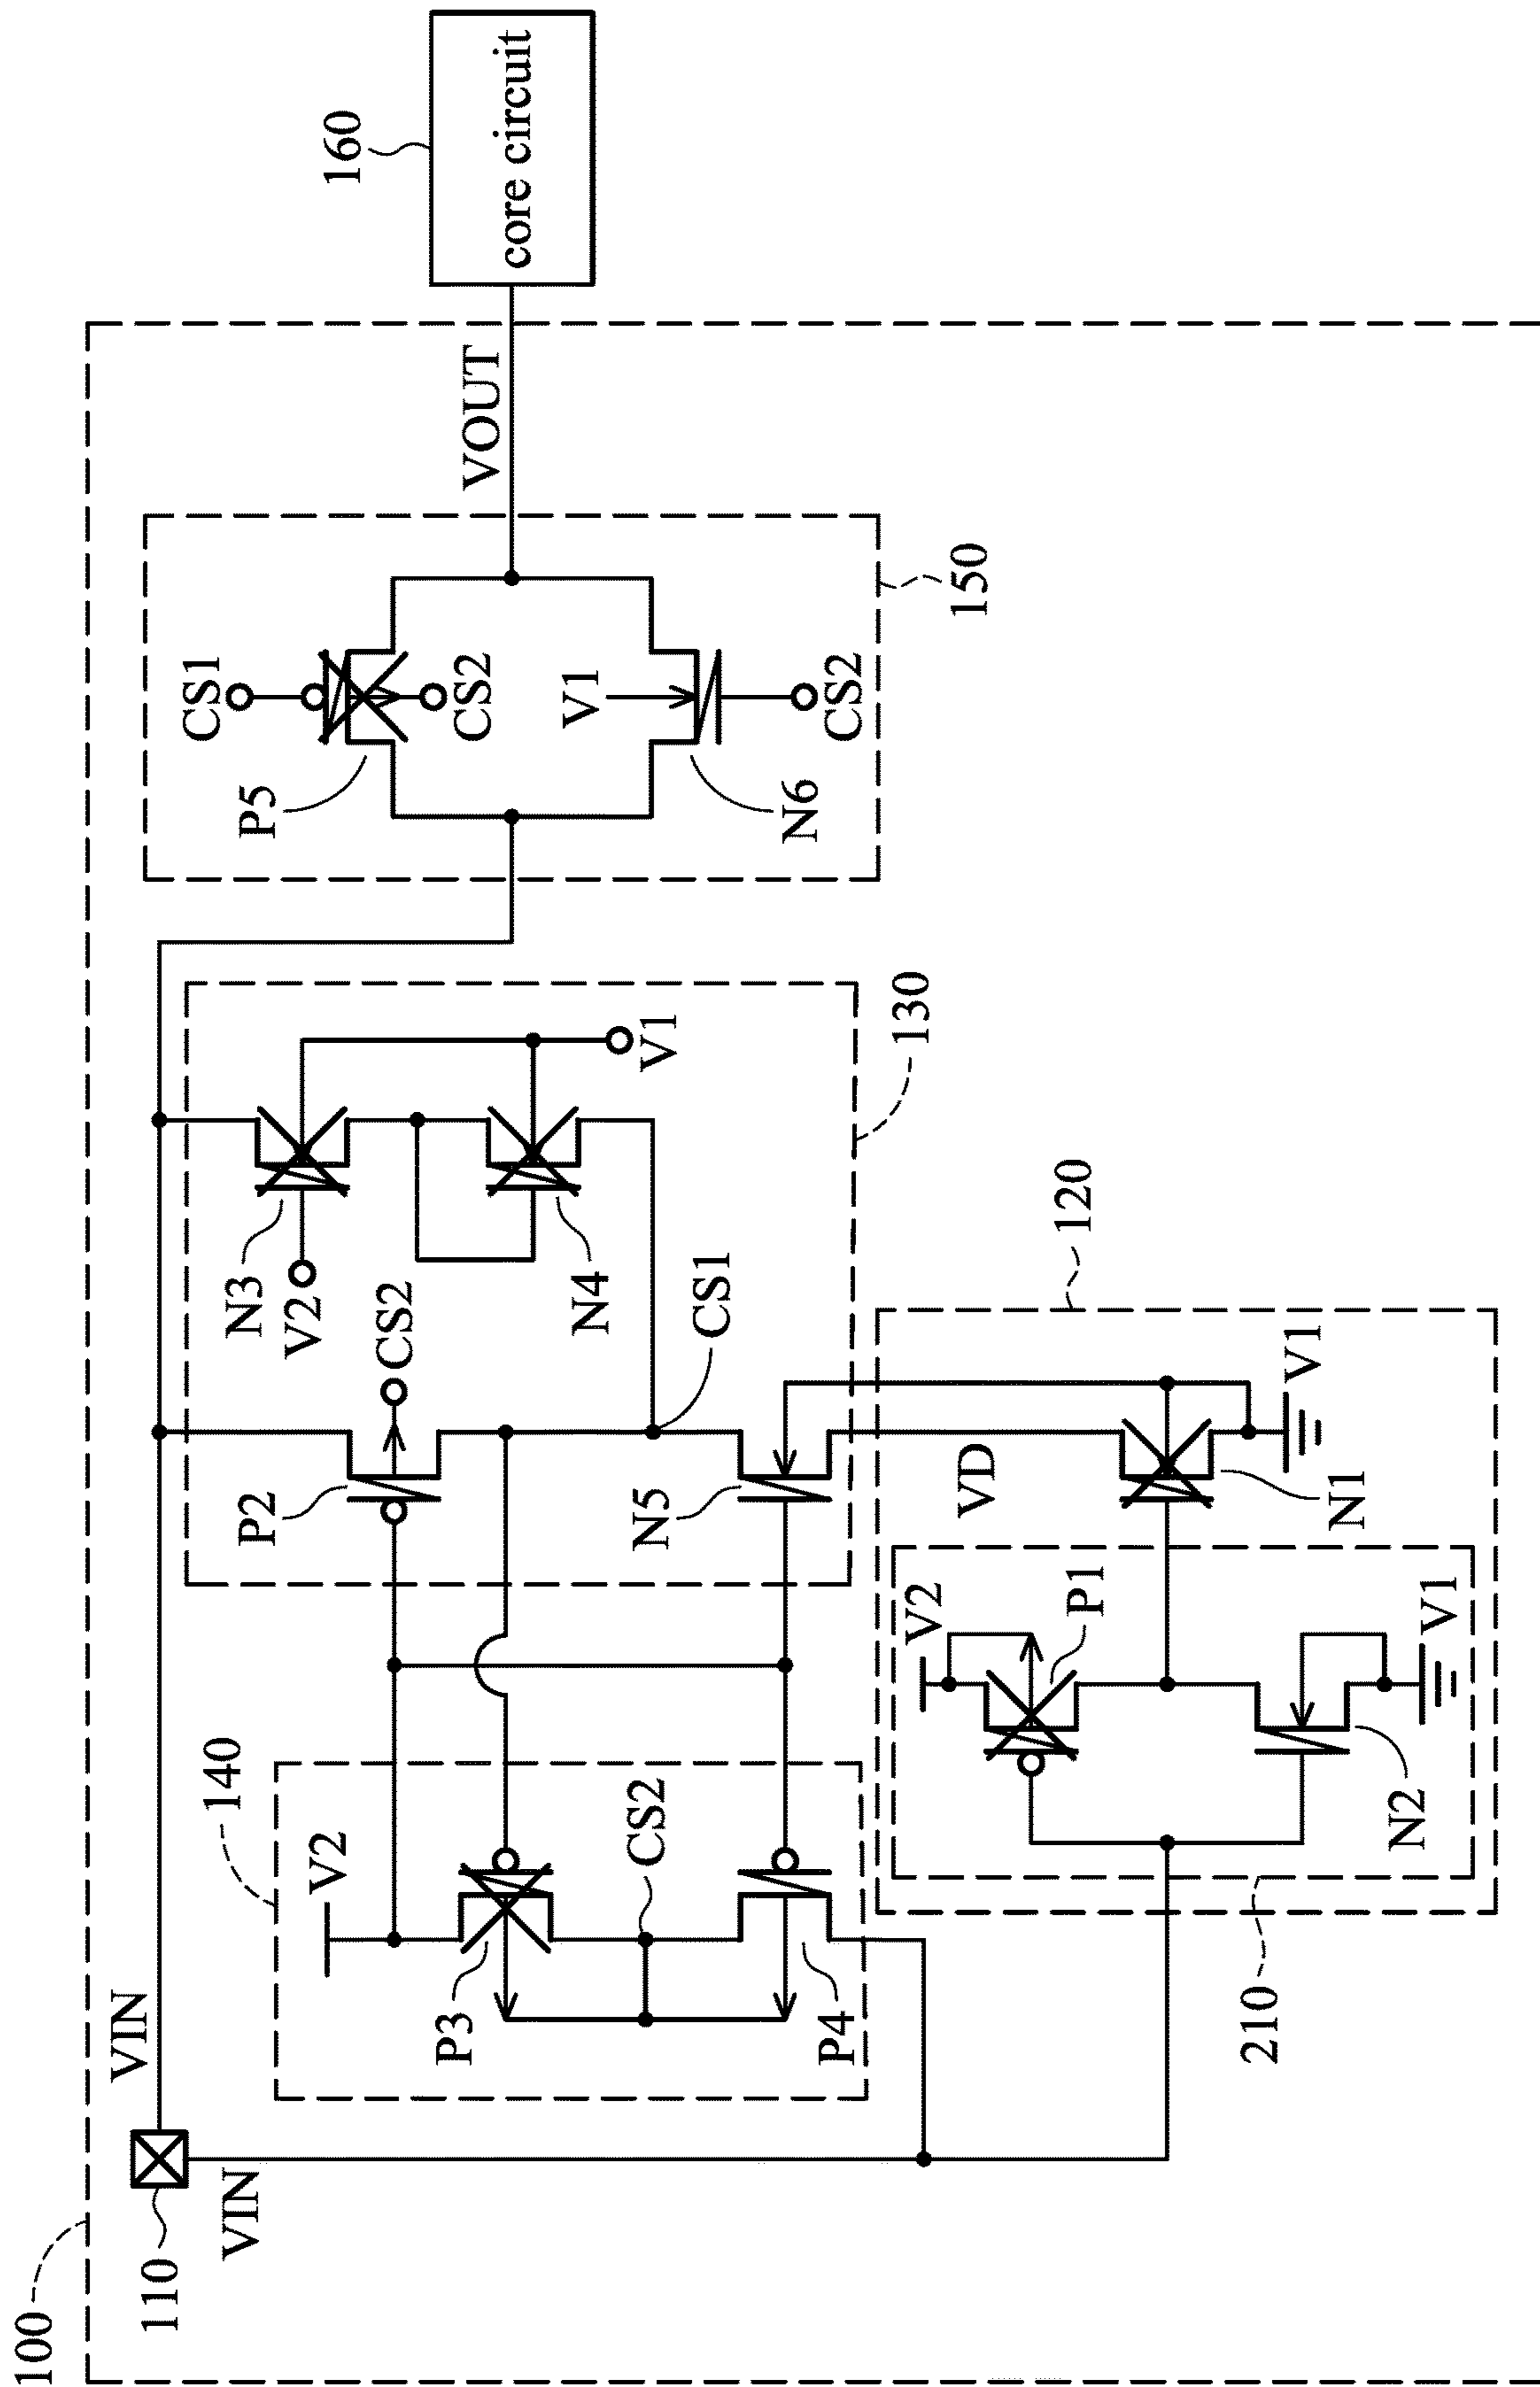 100
110
VIN
VIN
140
V2
P3
CS2
P4
210
V2
P1
N2
V1
P2
CS2
N5
CS1
VD
N1
V1
120
N3
V2
N4
V1
130
P5
CS1
CS2
V1
N6
CS2
150
VOUT
160
core circuit